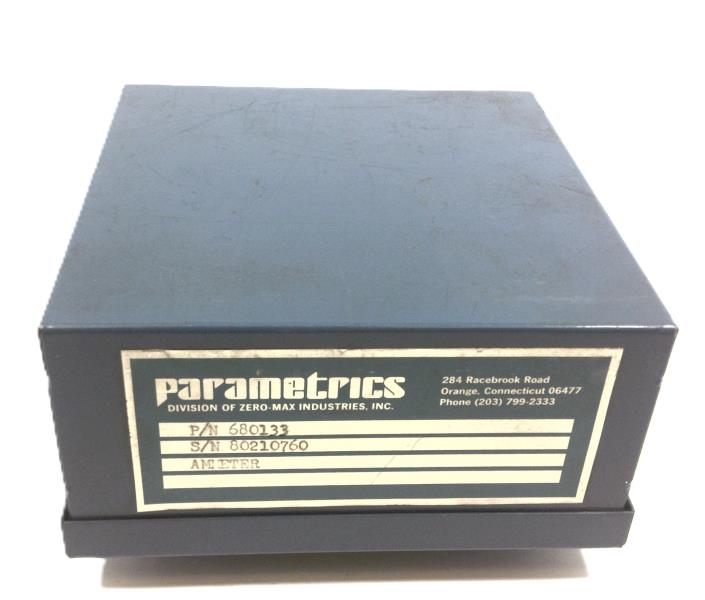 parametrics
DIVISION OF ZERO-MAX INDUSTRIES, INC.
284 Racebrook Road
Orange, Connecticut 06477
Phone (203) 799-2333
P/N 680133
S/N 80210760
AMMETER